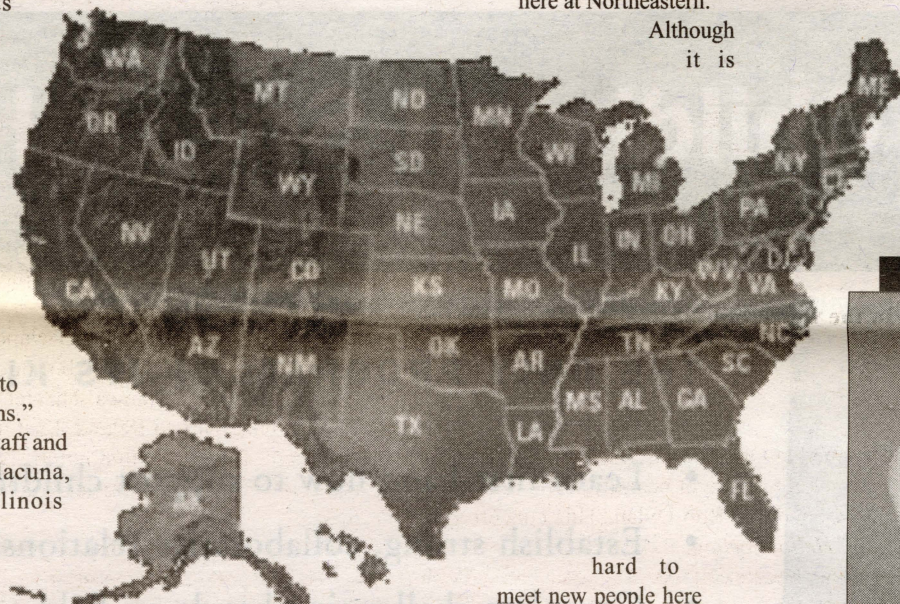 here at Northeastern.
Although
it is
WA
MT
ND
MN
ME
OR
ID
SD
WI
NY
WY
MI
CT
NE
IA
PA
NV
UT
CO
IL
IN
OH
CA
KS
MO
WV
DC
KY
VA
AZ
NM
OK
AR
TN
NC
SC
TX
MS
AL
GA
LA
FL
AK
to
ns."
aff and
lacuna,
linois
hard to
meet new people here